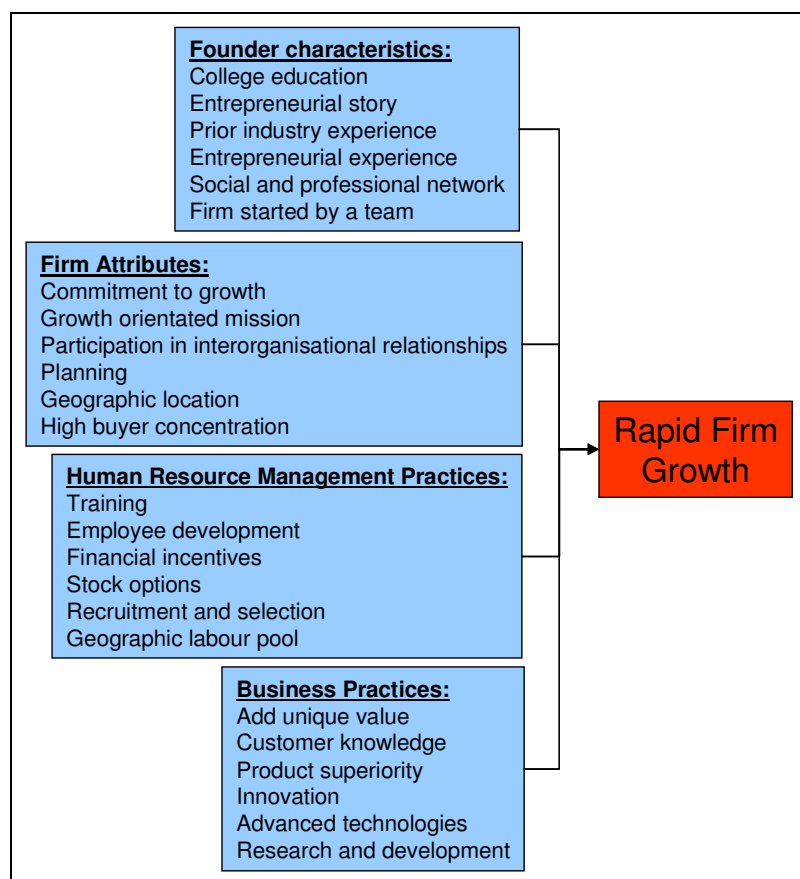 Founder characteristics:
College education
Entrepreneurial story
Prior industry experience
Entrepreneurial experience
Social and professional network
Firm started by a team
Firm Attributes:
Commitment to growth
Growth orientated mission
Participation in interorganisational relationships
Planning
Geographic location
High buyer concentration
Human Resource Management Practices:
Training
Employee development
Financial incentives
Stock options
Recruitment and selection
Geographic labour pool
Business Practices:
Add unique value
Customer knowledge
Product superiority
Innovation
Advanced technologies
Research and development
Rapid Firm
Growth